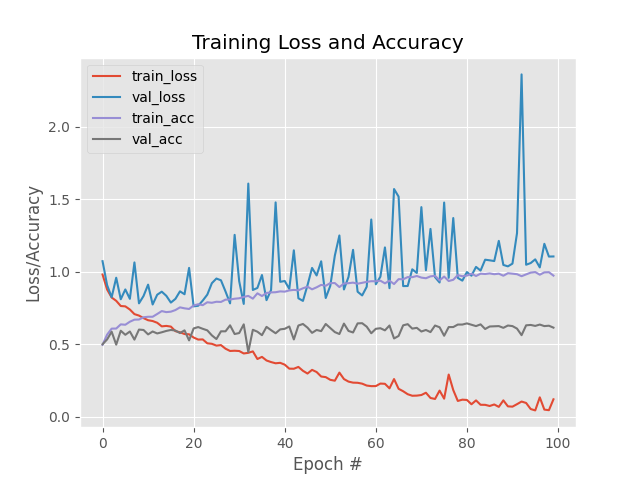 Training Loss and Accuracy
train_loss
val_loss
train_acc
val_acc
Loss/Accuracy
2.0
1.5
1.0
0.5
0.0
0 20 40 60 80 100
Epoch #